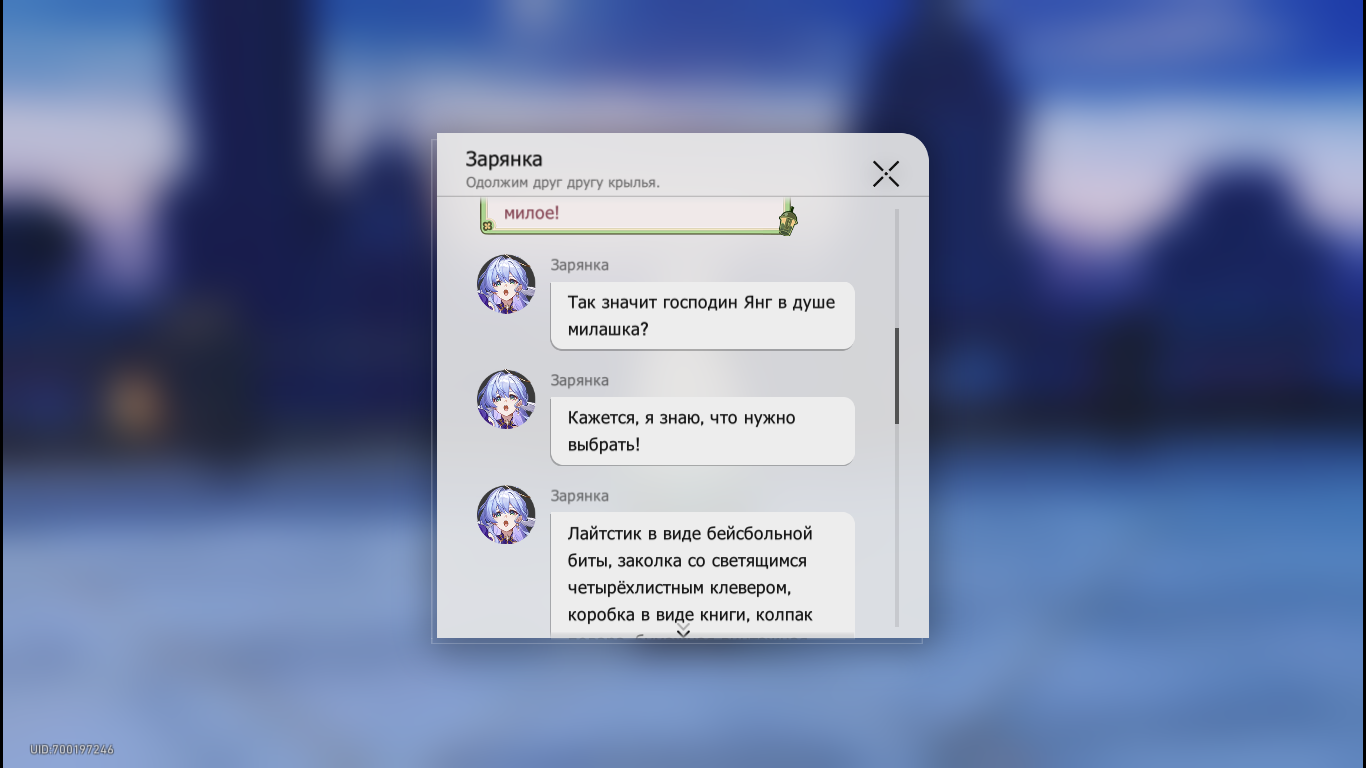 Зарянка
Одолжим друг другу крылья.
милое!
Зарянка
Так значит господин Янг в душе
милашка?
Зарянка
Кажется, я знаю, что нужно
выбрать!
Зарянка
Лайтстик в виде бейсбольной
биты, заколка со светящимся
четырёхлистным клевером,
коробка в виде книги, колпак
UID:700197246